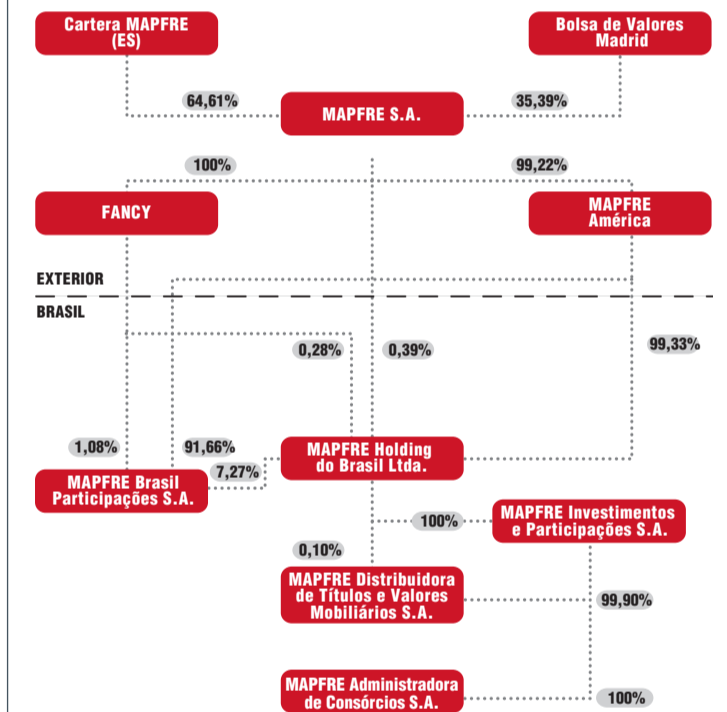 Cartera MAPFRE
(ES)
Bolsa de Valores
Madrid
64,61%
35,39%
MAPFRE S.A.
100%
99,22%
FANCY
MAPFRE
América
EXTERIOR
BRASIL
0,28%
0,39%
99,33%
1,08%
91,66%
7,27%
MAPFRE Holding
do Brasil Ltda.
MAPFRE Brasil
Participações S.A.
100%
MAPFRE Investimentos
e Participações S.A.
0,10%
MAPFRE Distribuidora
de Títulos e Valores
Mobiliários S.A.
99,90%
MAPFRE Administradora
de Consórcios S.A.
100%